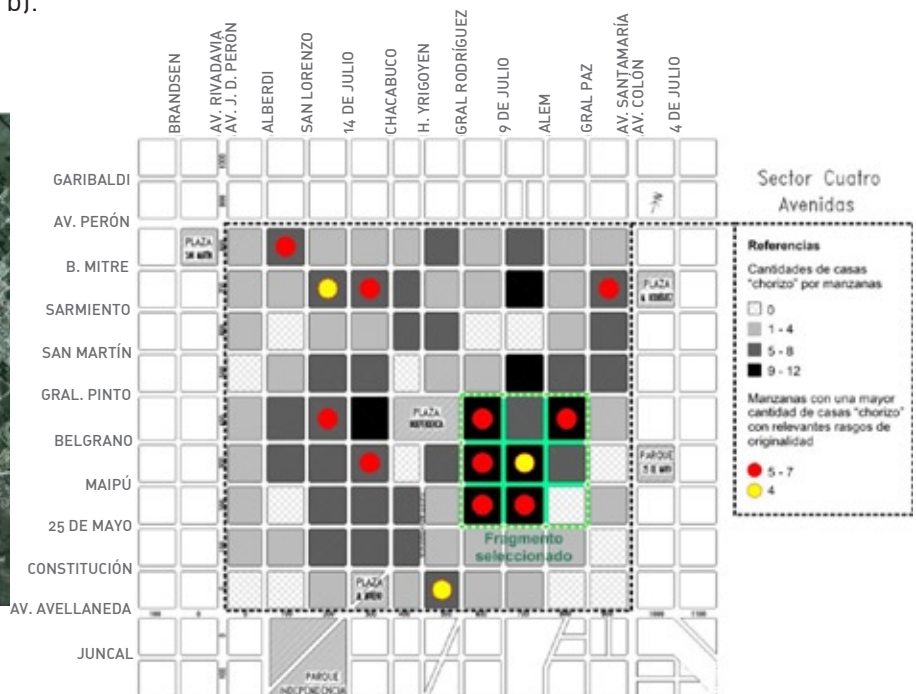 b).
BRANDSEN
AV. RIVADAVIA
AV. J. D. PERÓN
ALBERDI
SAN LORENZO
14 DE JULIO
CHACABUCO
H. YRIGOYEN
GRAL RODRÍGUEZ
9 DE JULIO
ALEM
GRAL PAZ
AV. SANTAMARÍA
AV. COLÓN
4 DE JULIO
GARIBALDI
AV. PERÓN
B. MITRE
SARMIENTO
SAN MARTÍN
GRAL. PINTO
BELGRANO
MAIPÚ
25 DE MAYO
CONSTITUCIÓN
AV. AVELLANEDA
JUNCAL
PLAZA
PLAZA
PLAZA
INDEPENDENCIA
PARQUE
PLAZA
PARQUE
INDEPENDENCIA
Fragmento
seleccionado
Sector Cuatro
Avenidas
Referencias
Cantidades de casas
"chorizo" por manzanas
0
1 - 4
5 - 8
9 - 12
Manzanas con una mayor
cantidad de casas "chorizo"
con relevantes rasgos de
originalidad
5 - 7
4